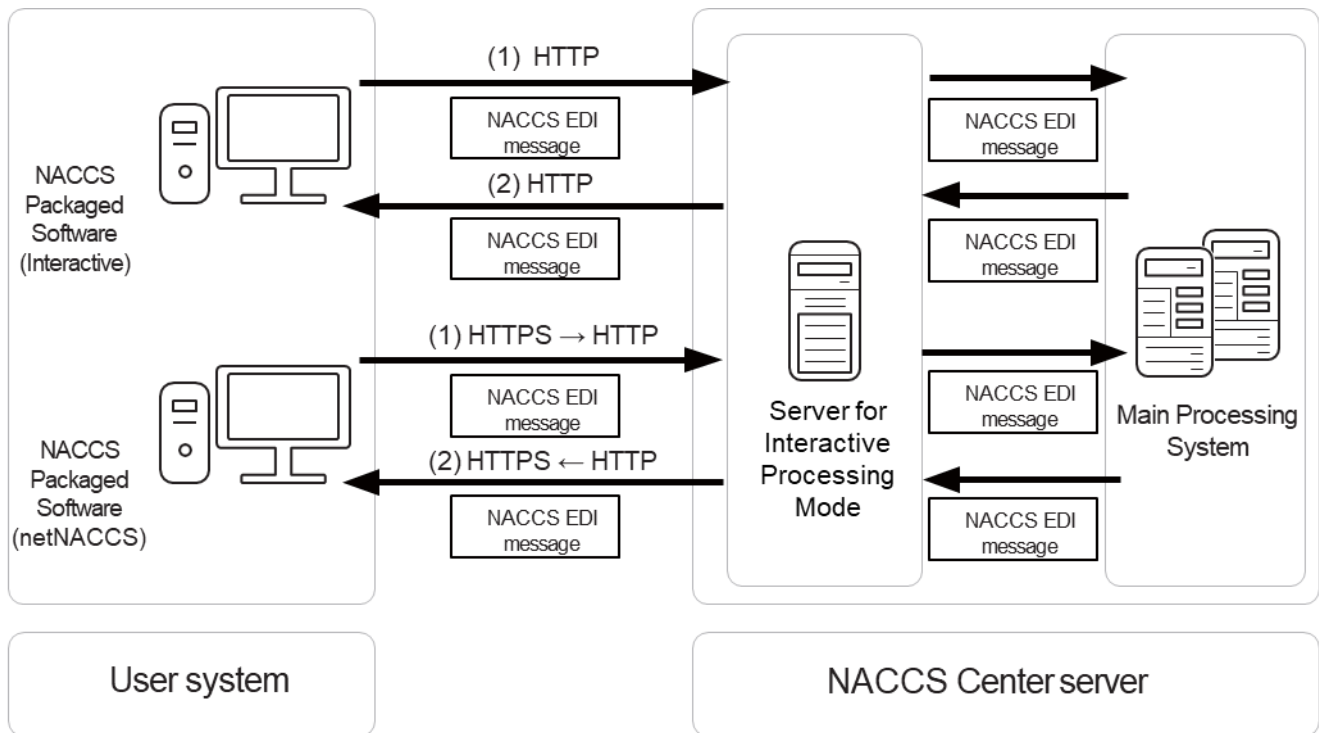 (1) HTTP
NACCS EDI
message
NACCS EDI
message
NACCS
Packaged
Software
(Interactive)
(2) HTTP
NACCS EDI
message
NACCS EDI
message
(1) HTTPS → HTTP
NACCS EDI
message
NACCS EDI
message
NACCS
Packaged
Software
(netNACCS)
(2) HTTPS ← HTTP
NACCS EDI
message
NACCS EDI
message
Server for
Interactive
Processing
Mode
Main Processing
System
User system
NACCS Center server